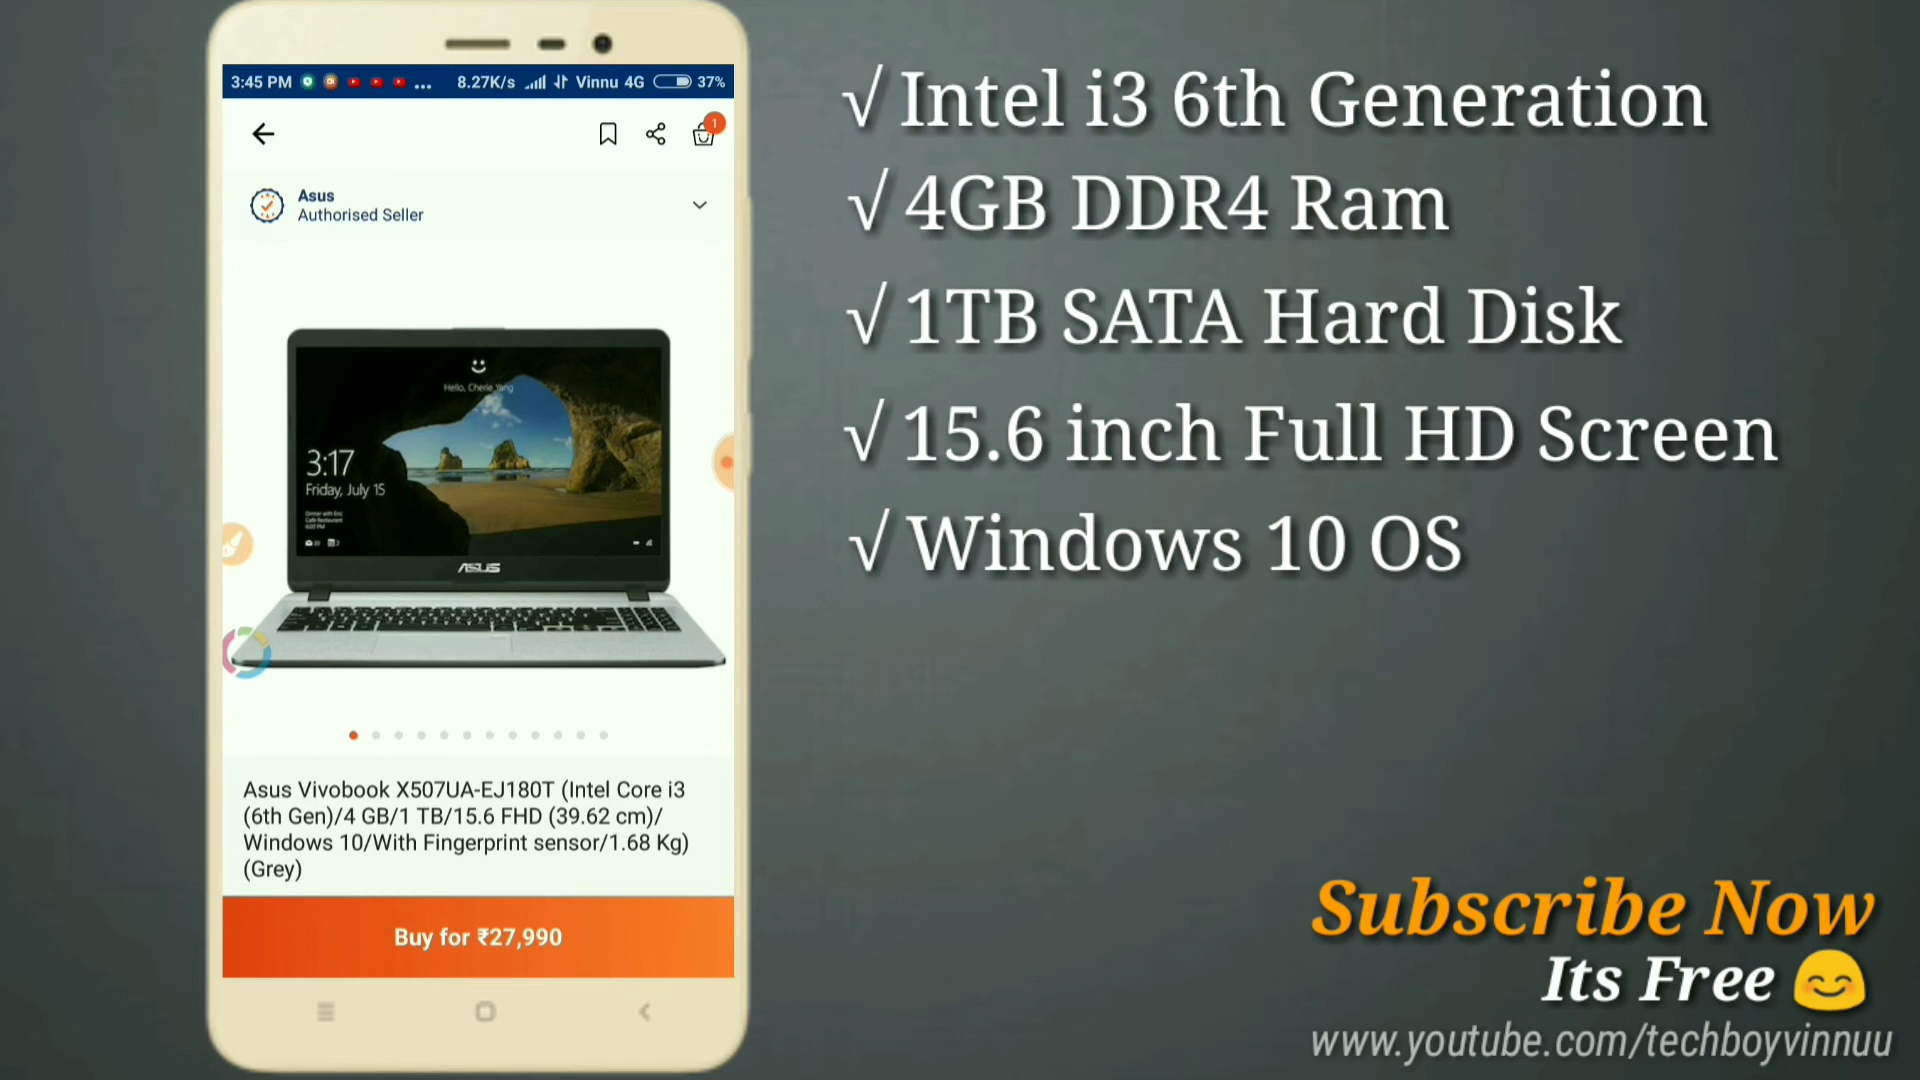 3:45 PM ... 8.27K/s Vinnu 4G 37%
1
Asus
Authorised Seller
Hello, Cherie Yang
3:17
Friday, July 15
ASUS
Asus Vivobook X507UA-EJ180T (Intel Core i3
(6th Gen)/4 GB/1 TB/15.6 FHD (39.62 cm)/
Windows 10/With Fingerprint sensor/1.68 Kg)
(Grey)
Buy for ₹27,990
√ Intel i3 6th Generation
√ 4GB DDR4 Ram
√ 1TB SATA Hard Disk
√ 15.6 inch Full HD Screen
√ Windows 10 OS
Subscribe Now
Its Free 😊
www.youtube.com/techboyvinnuu